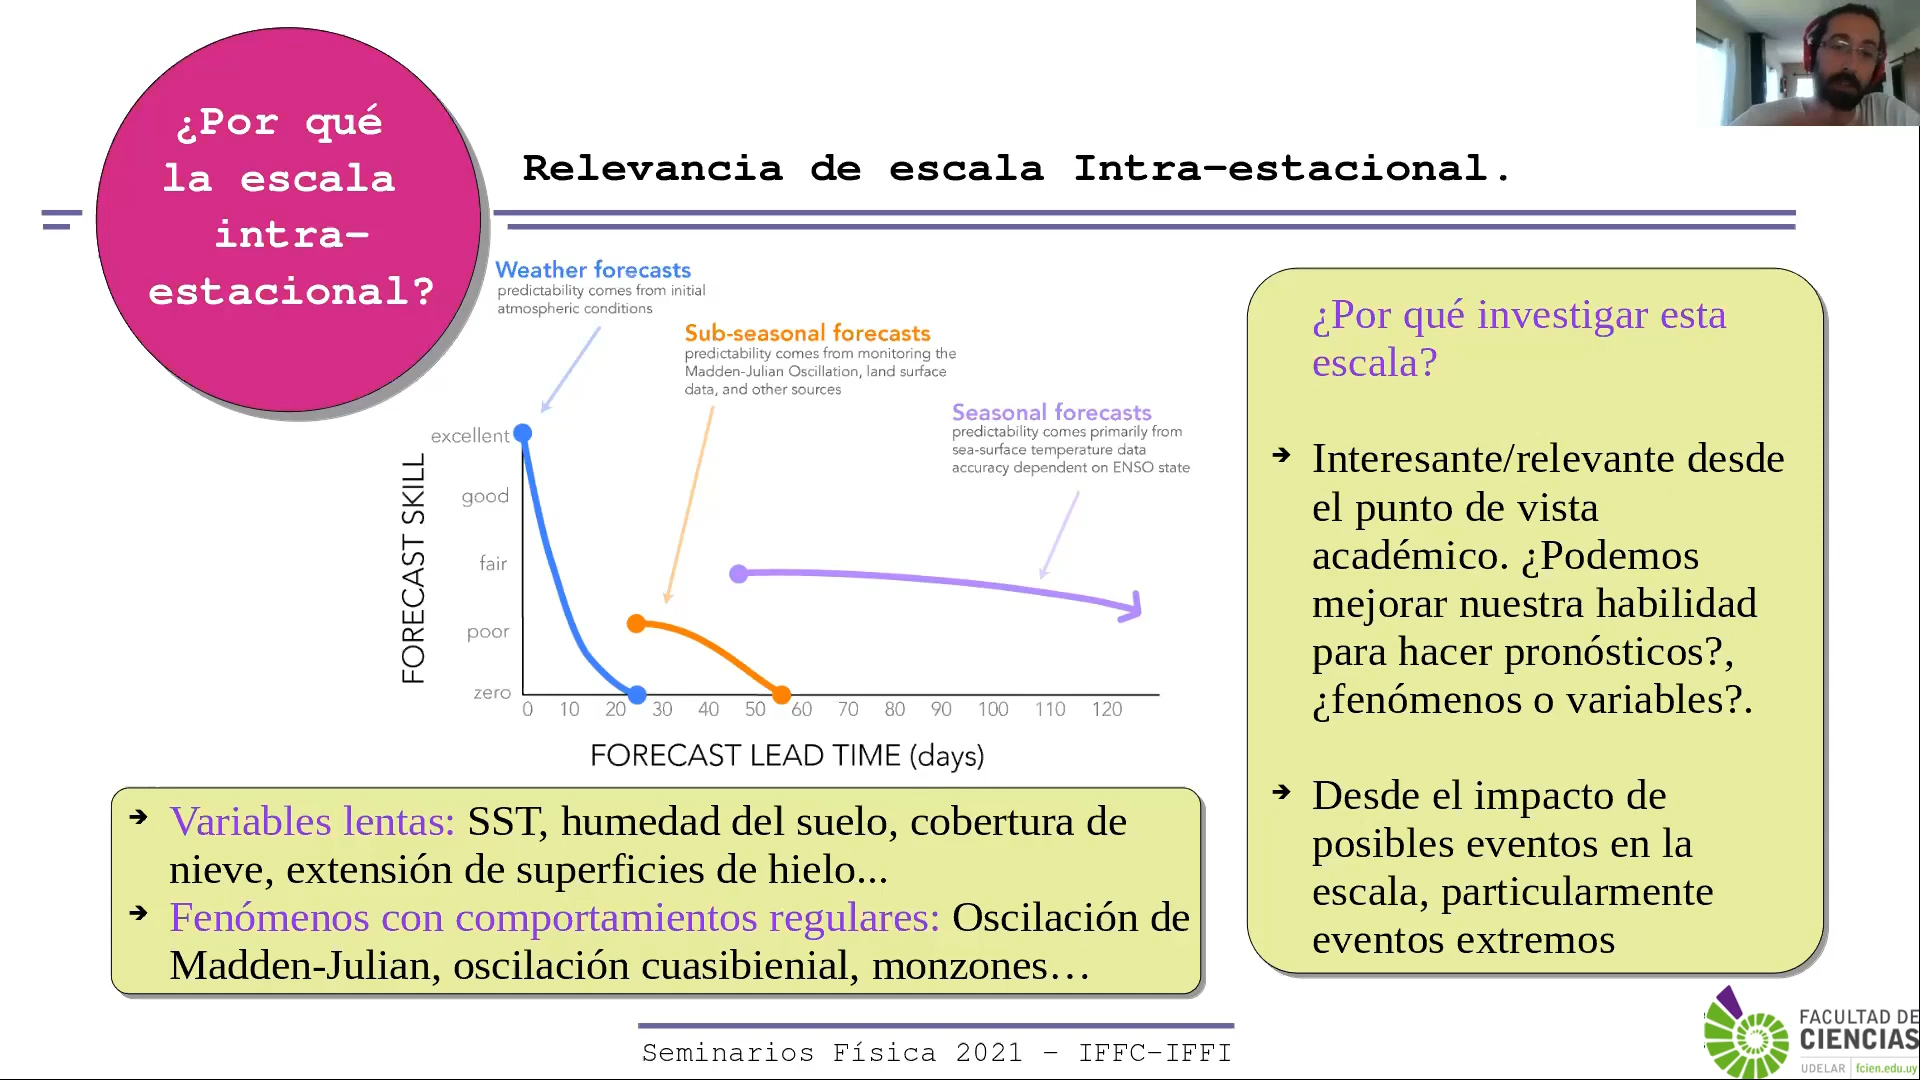 ¿Por qué
la escala
intra-
estacional?
Relevancia de escala Intra-estacional.
Weather forecasts
predictability comes from initial
atmospheric conditions
Sub-seasonal forecasts
predictability comes from monitoring the
Madden-Julian Oscillation, land surface
data, and other sources
Seasonal forecasts
predictability comes primarily from
sea-surface temperature data
accuracy dependent on ENSO state
FORECAST SKILL
excellent
good
fair
poor
zero
0 10 20 30 40 50 60 70 80 90 100 110 120
FORECAST LEAD TIME (days)
¿Por qué investigar esta
escala?
➔ Interesante/relevante desde
el punto de vista
académico. ¿Podemos
mejorar nuestra habilidad
para hacer pronósticos?,
¿fenómenos o variables?.
➔ Desde el impacto de
posibles eventos en la
escala, particularmente
eventos extremos
➔ Variables lentas: SST, humedad del suelo, cobertura de
nieve, extensión de superficies de hielo...
➔ Fenómenos con comportamientos regulares: Oscilación de
Madden-Julian, oscilación cuasibienial, monzones…
Seminarios Física 2021 - IFFC-IFFI
FACULTAD DE
CIENCIAS
UDELAR | fcien.edu.uy